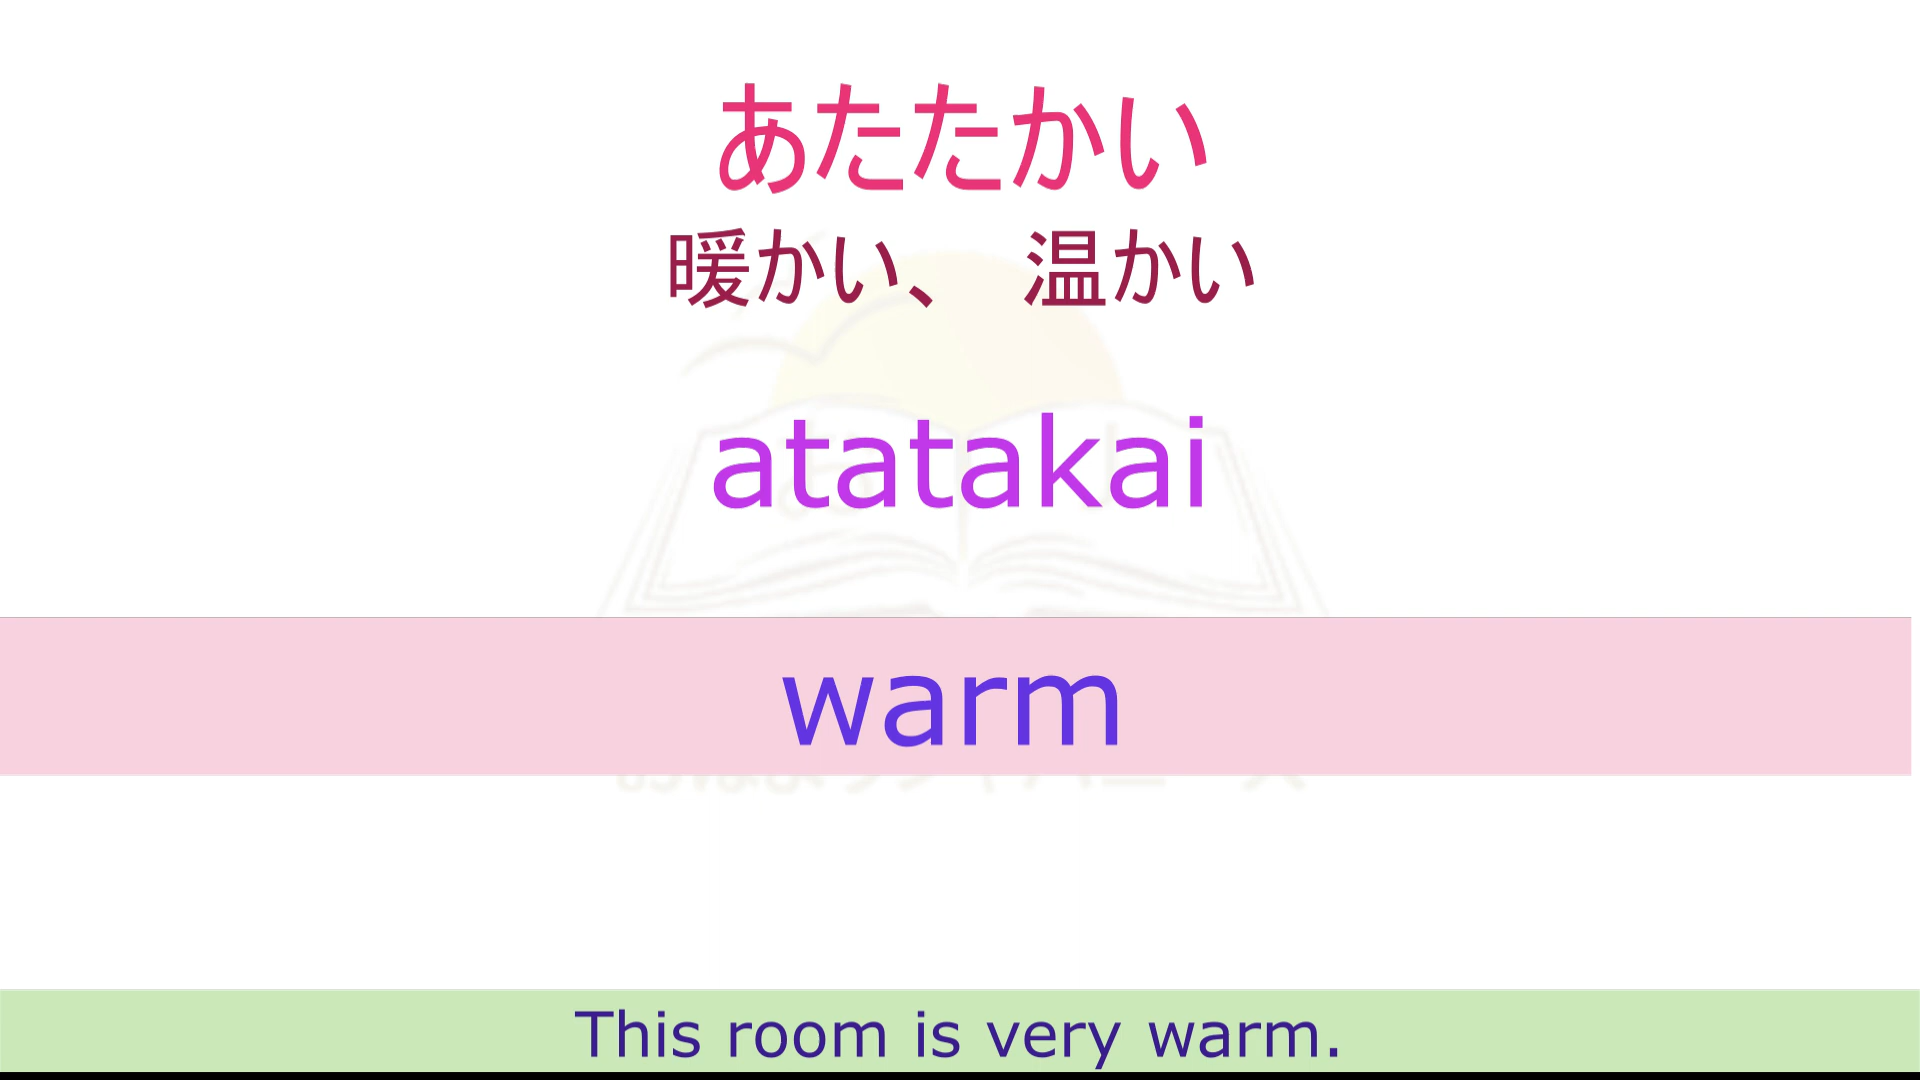 あたたかい
暖かい、 温かい
atatakai
warm
This room is very warm.